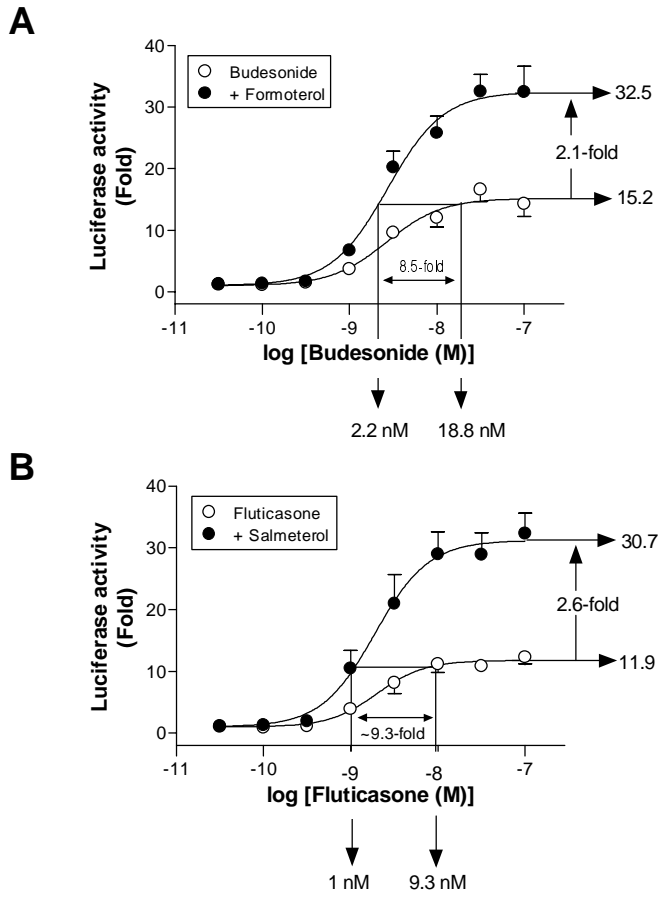 A
Luciferase activity
(Fold)
40
30
20
10
0
Budesonide
+ Formoterol
32.5
2.1-fold
15.2
8.5-fold
-11 -10 -9 -8 -7
log [Budesonide (M)]
2.2 nM 18.8 nM
B
Luciferase activity
(Fold)
40
30
20
10
0
Fluticasone
+ Salmeterol
30.7
2.6-fold
11.9
~9.3-fold
-11 -10 -9 -8 -7
log [Fluticasone (M)]
1 nM 9.3 nM